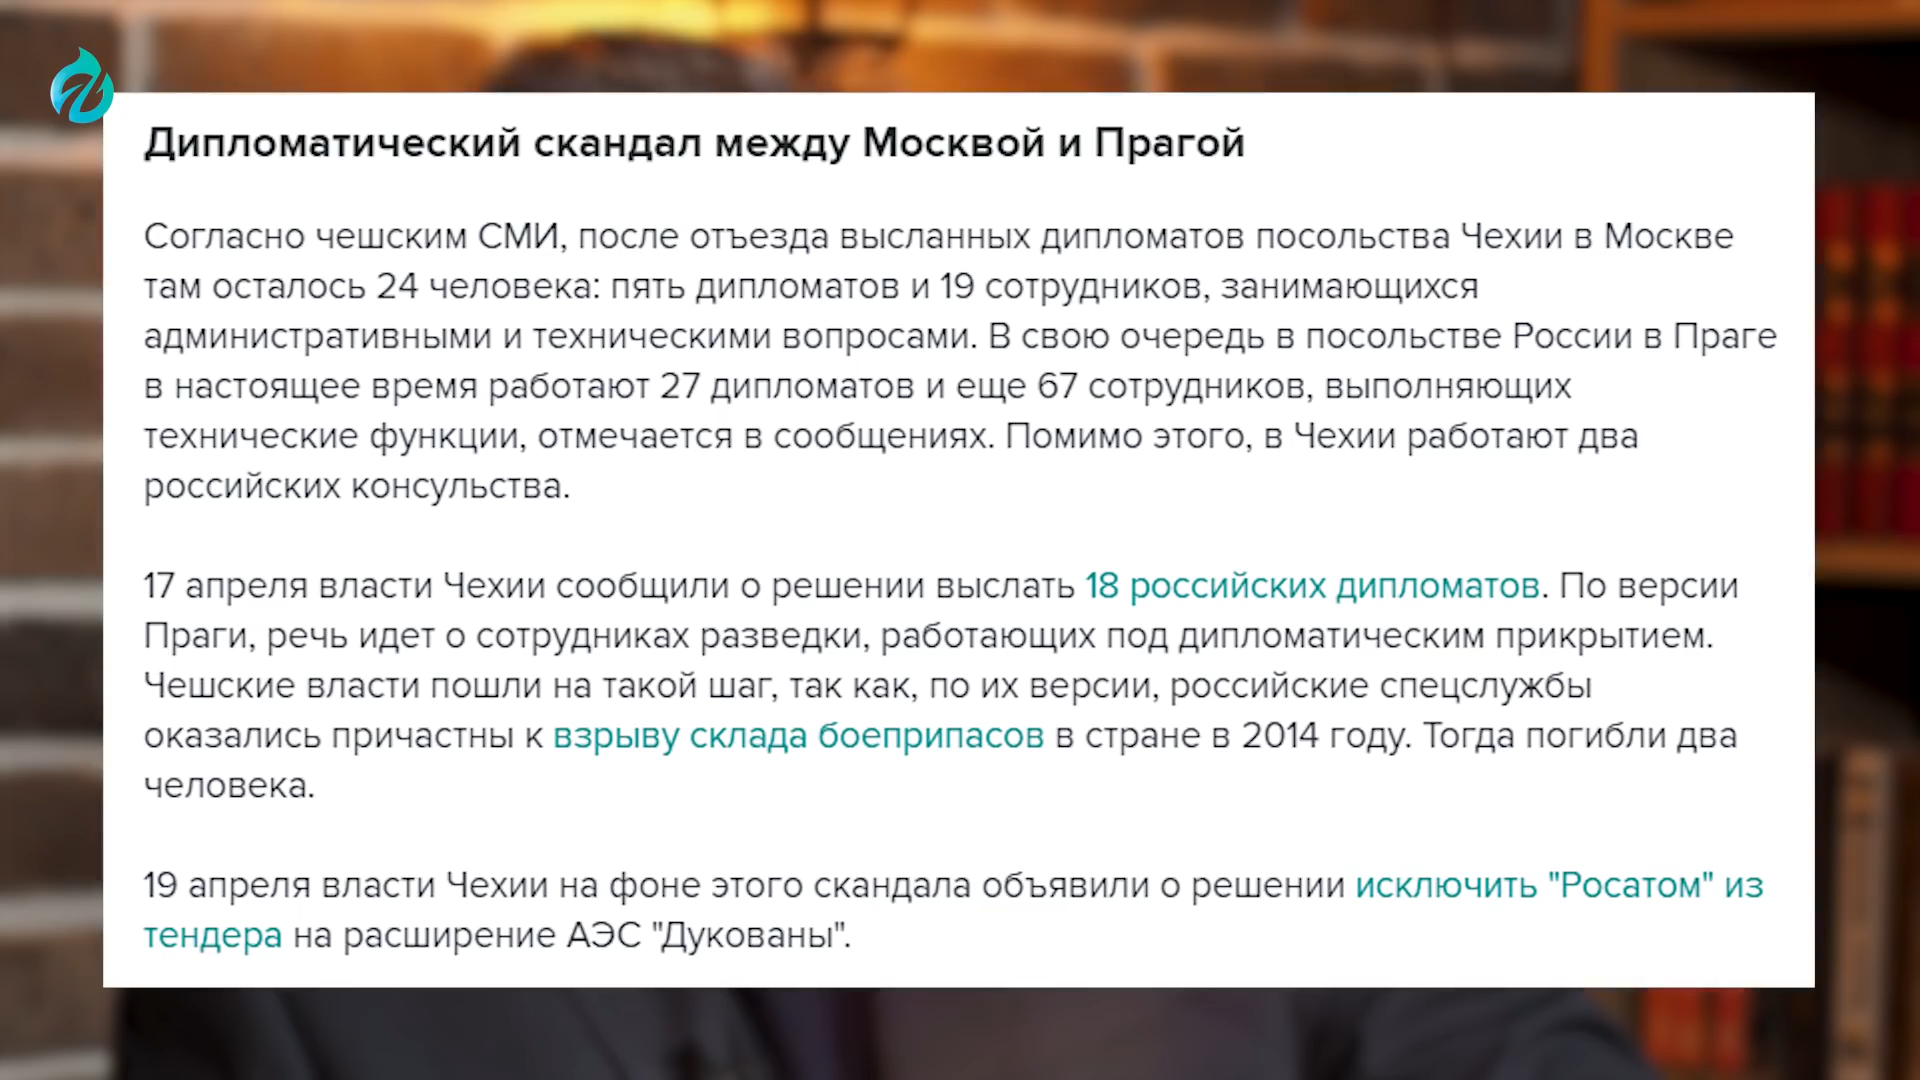 Дипломатический скандал между Москвой и Прагой
Согласно чешским СМИ, после отъезда высланных дипломатов посольства Чехии в Москве
там осталось 24 человека: пять дипломатов и 19 сотрудников, занимающихся
административными и техническими вопросами. В свою очередь в посольстве России в Праге
в настоящее время работают 27 дипломатов и еще 67 сотрудников, выполняющих
технические функции, отмечается в сообщениях. Помимо этого, в Чехии работают два
российских консульства.
17 апреля власти Чехии сообщили о решении выслать 18 российских дипломатов. По версии
Праги, речь идет о сотрудниках разведки, работающих под дипломатическим прикрытием.
Чешские власти пошли на такой шаг, так как, по их версии, российские спецслужбы
оказались причастны к взрыву склада боеприпасов в стране в 2014 году. Тогда погибли два
человека.
19 апреля власти Чехии на фоне этого скандала объявили о решении исключить "Росатом" из
тендера на расширение АЭС "Дукованы".